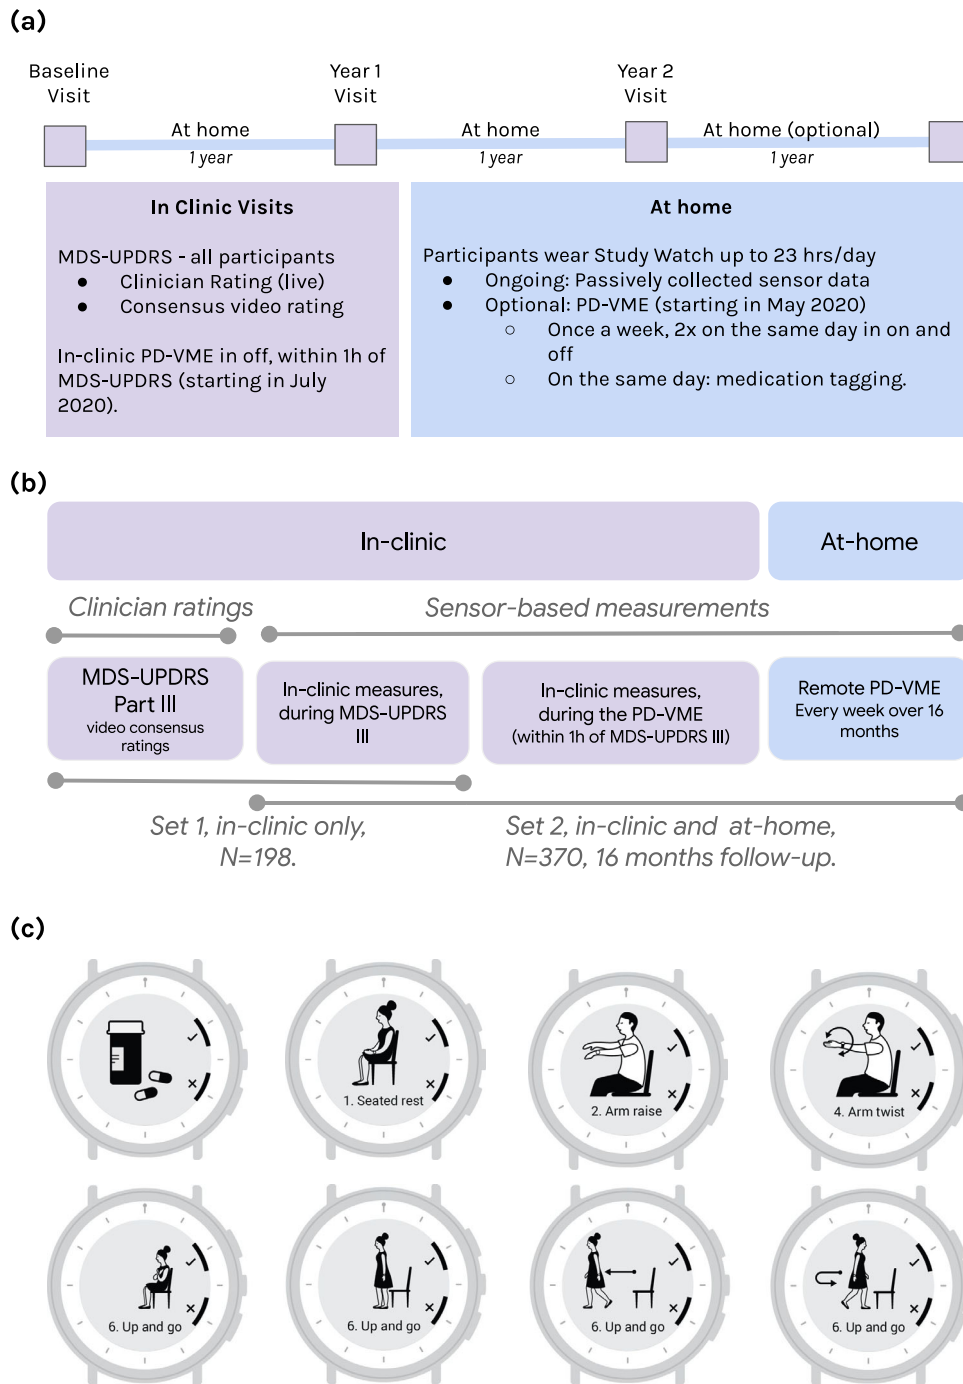 (a)
Baseline
Visit
Year 1
Visit
Year 2
Visit
At home
1 year
At home
1 year
At home (optional)
1 year
In Clinic Visits
MDS-UPDRS - all participants
● Clinician Rating (live)
● Consensus video rating
In-clinic PD-VME in off, within 1h of
MDS-UPDRS (starting in July
2020).
At home
Participants wear Study Watch up to 23 hrs/day
● Ongoing: Passively collected sensor data
● Optional: PD-VME (starting in May 2020)
○ Once a week, 2x on the same day in on and
off
○ On the same day: medication tagging.
(b)
In-clinic
At-home
Clinician ratings
Sensor-based measurements
MDS-UPDRS
Part III
video consensus
ratings
In-clinic measures,
during MDS-UPDRS
III
In-clinic measures,
during the PD-VME
(within 1h of MDS-UPDRS III)
Remote PD-VME
Every week over 16
months
Set 1, in-clinic only,
N=198.
Set 2, in-clinic and at-home,
N=370, 16 months follow-up.
(c)
1. Seated rest
2. Arm raise
4. Arm twist
6. Up and go
6. Up and go
6. Up and go
6. Up and go